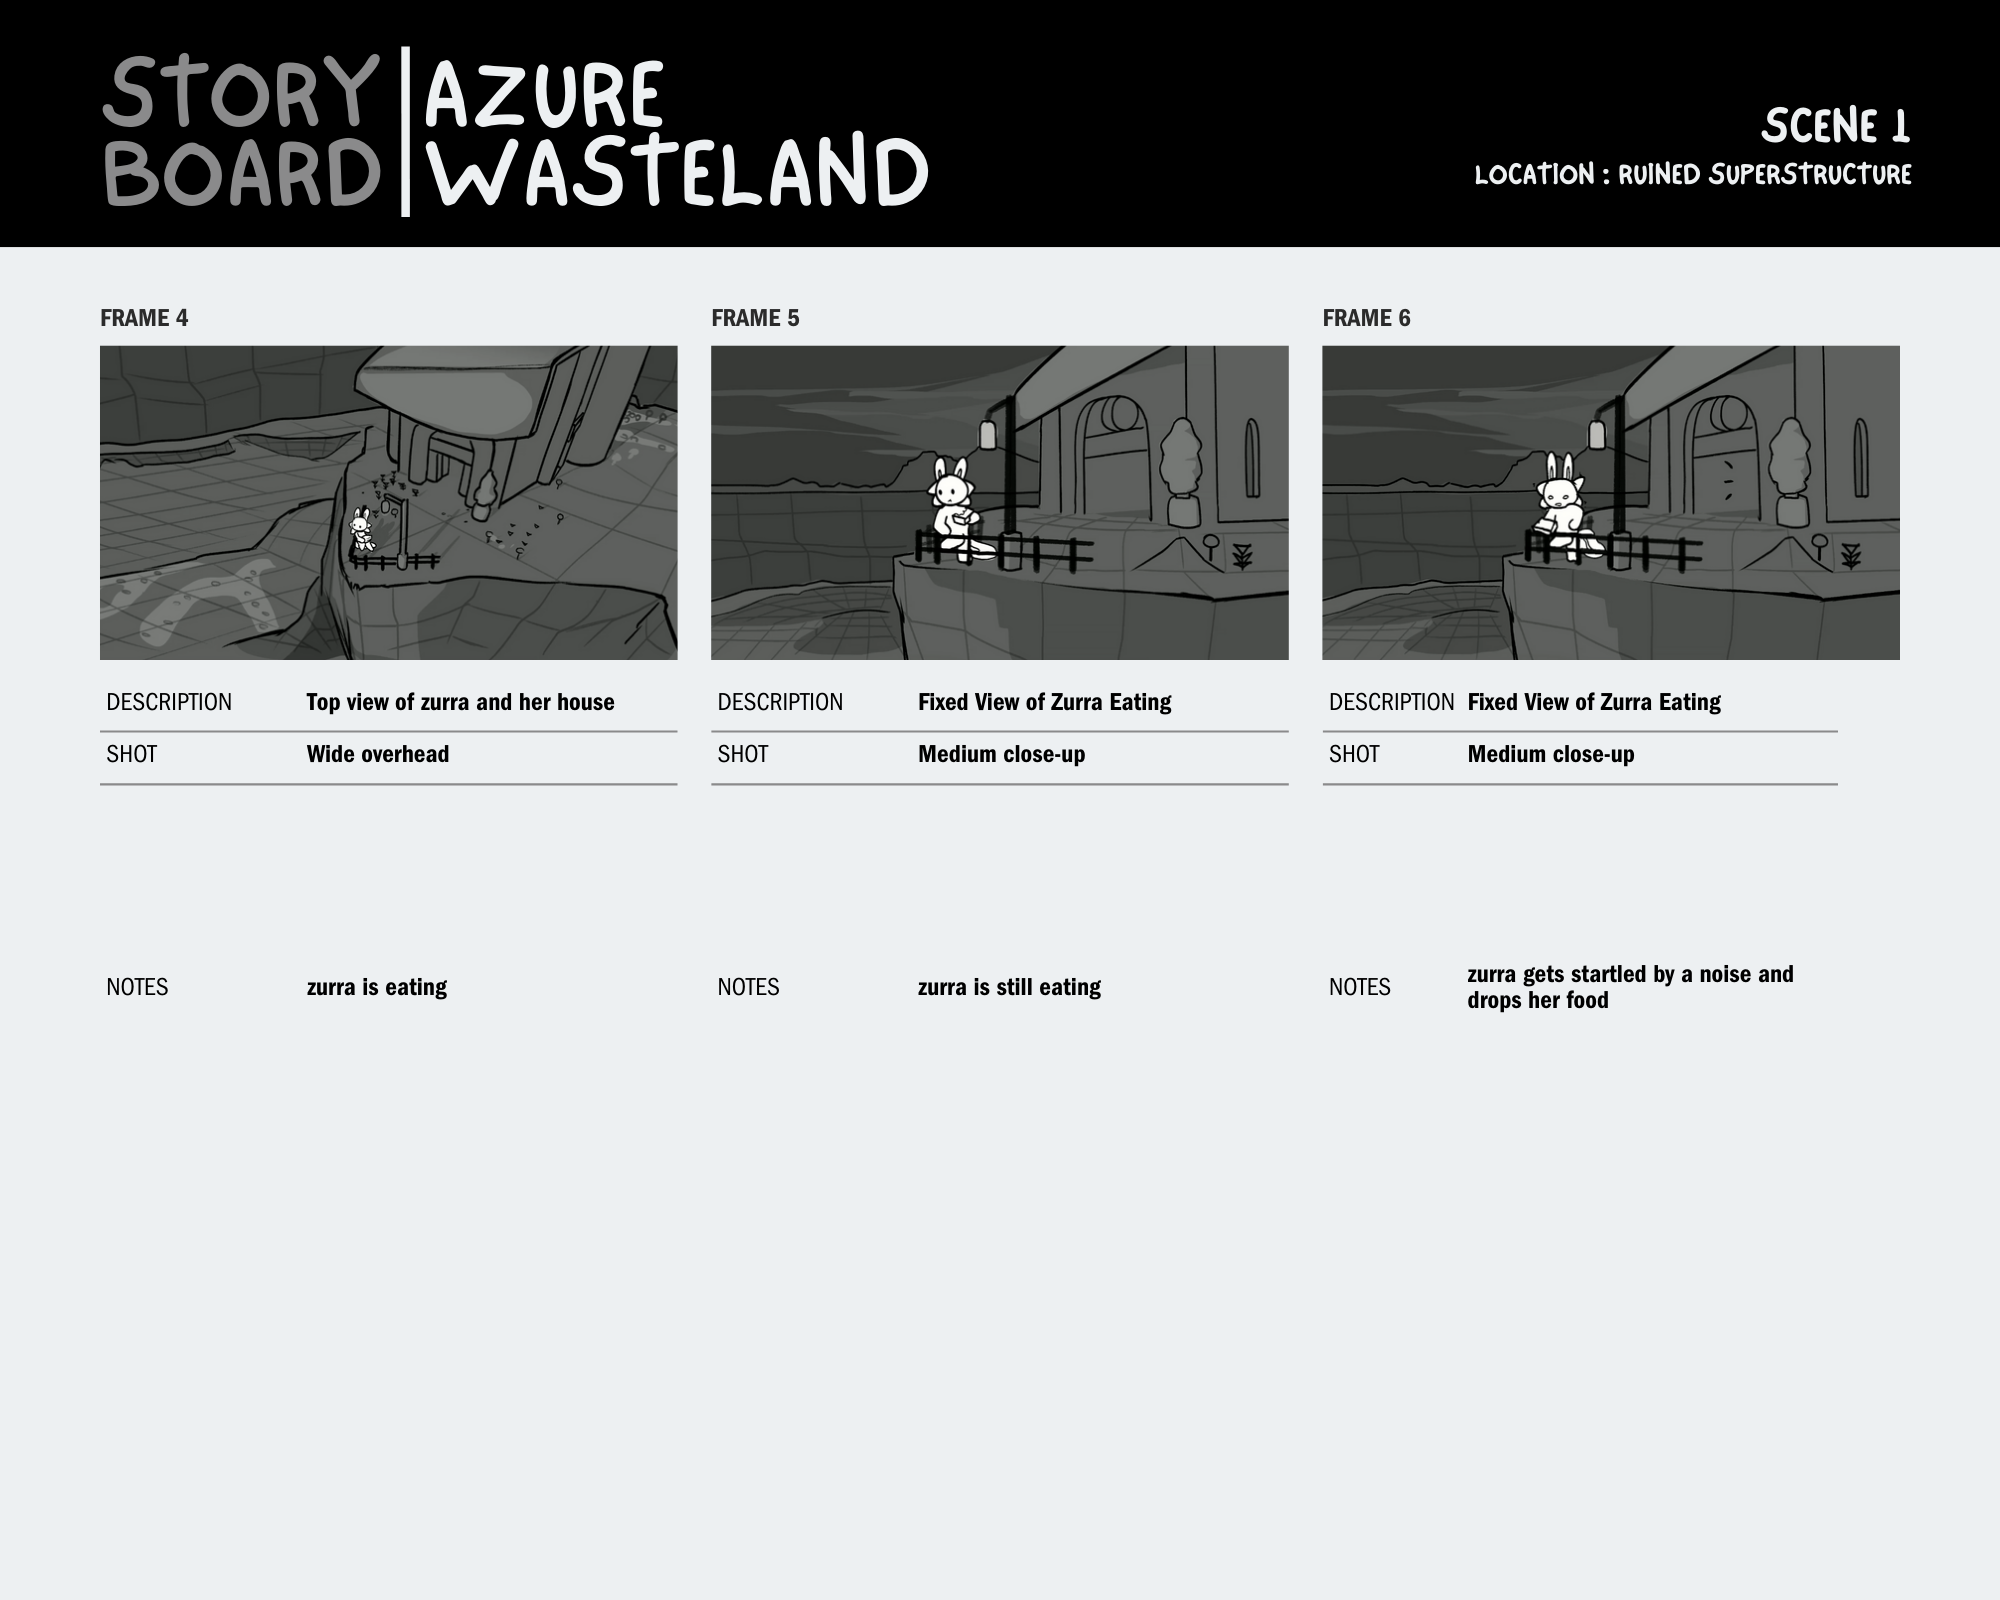 STORY
BOARD
AZURE
WASTELAND
SCENE 1
LOCATION : RUINED SUPERSTRUCTURE
FRAME 4
DESCRIPTION Top view of zurra and her house
SHOT Wide overhead
NOTES zurra is eating
FRAME 5
DESCRIPTION Fixed View of Zurra Eating
SHOT Medium close-up
NOTES zurra is still eating
FRAME 6
DESCRIPTION Fixed View of Zurra Eating
SHOT Medium close-up
NOTES zurra gets startled by a noise and
drops her food